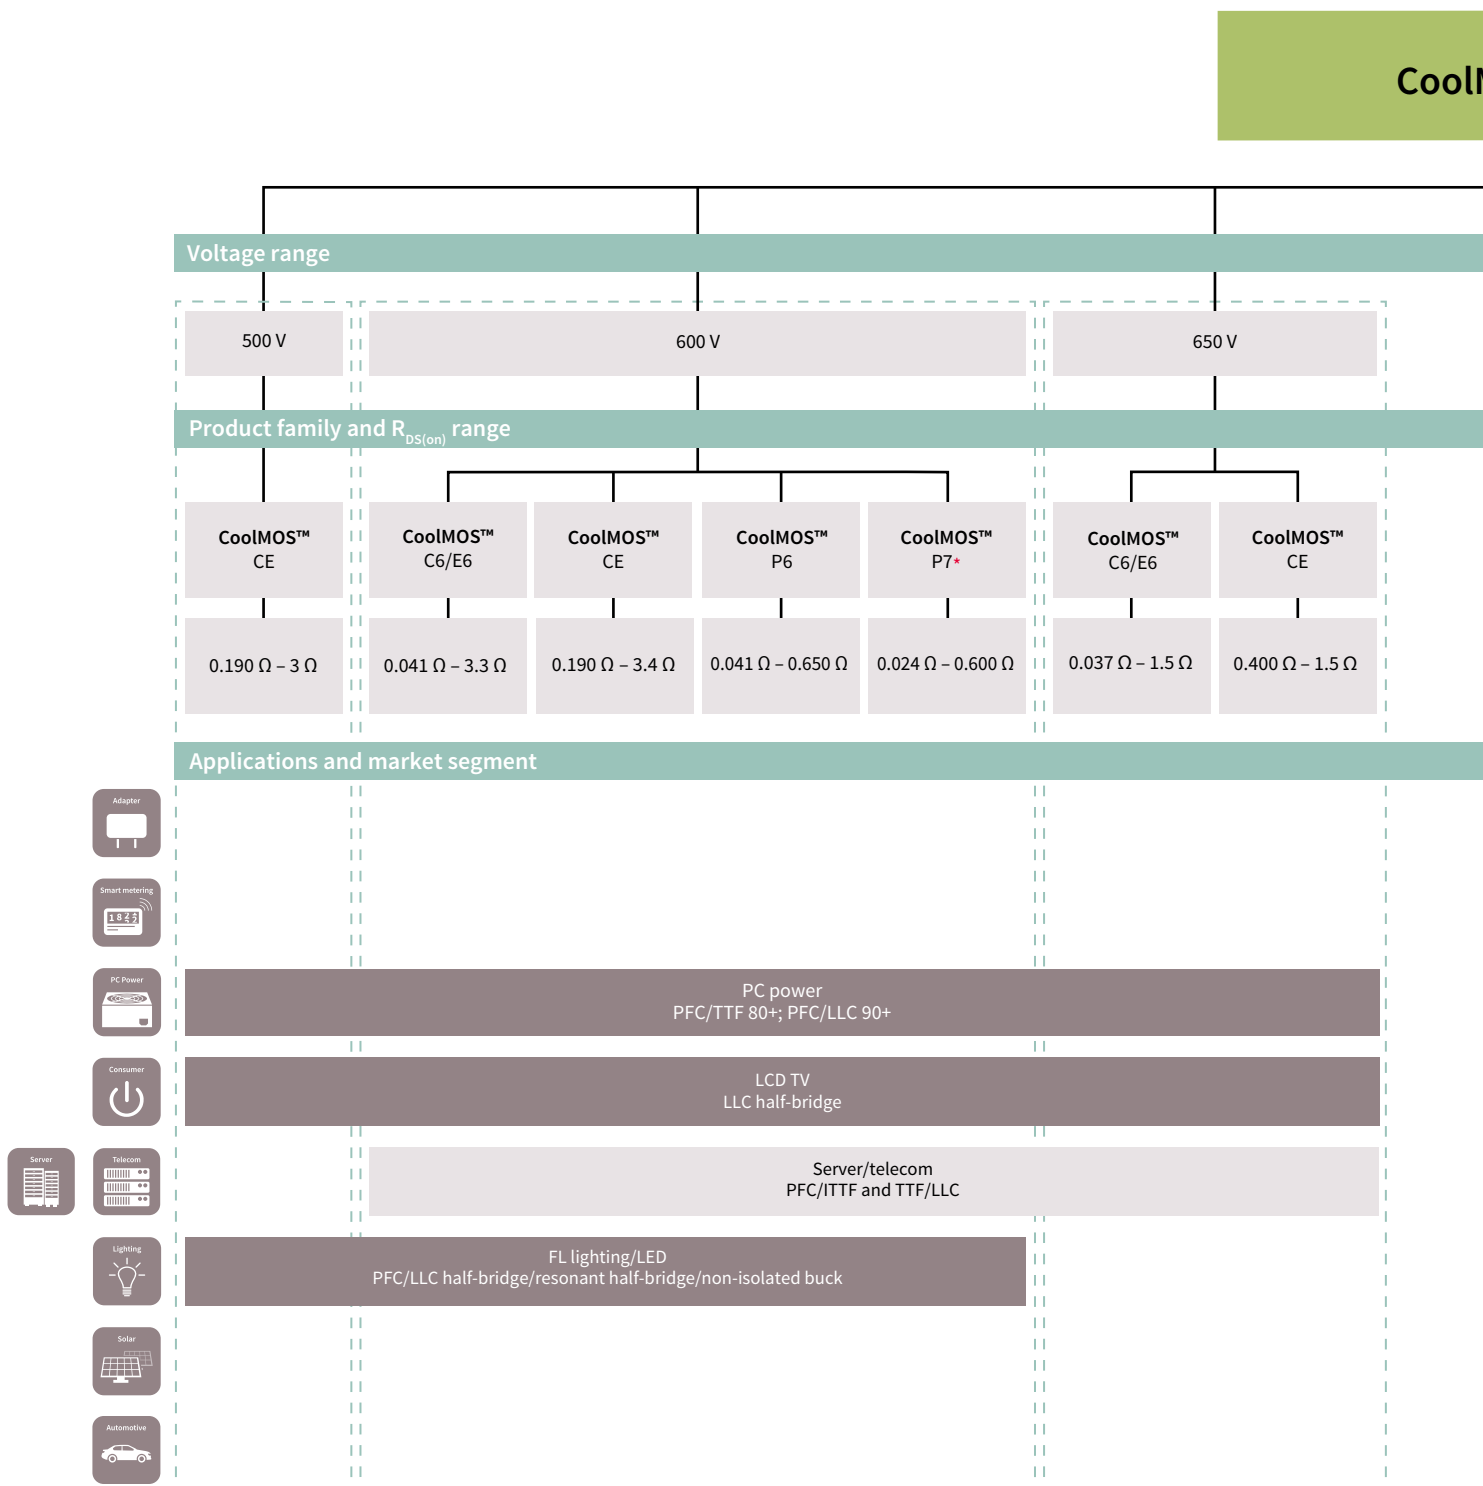 CoolM
Voltage range
500 V
600 V
650 V
Product family and RDS(on) range
CoolMOS™
CE
CoolMOS™
C6/E6
CoolMOS™
CE
CoolMOS™
P6
CoolMOS™
P7*
CoolMOS™
C6/E6
CoolMOS™
CE
0.190 Ω – 3 Ω
0.041 Ω – 3.3 Ω
0.190 Ω – 3.4 Ω
0.041 Ω – 0.650 Ω
0.024 Ω – 0.600 Ω
0.037 Ω – 1.5 Ω
0.400 Ω – 1.5 Ω
Applications and market segment
Adapter
Smart metering
PC Power
PC power
PFC/TTF 80+; PFC/LLC 90+
Consumer
LCD TV
LLC half-bridge
Server
Telecom
Server/telecom
PFC/ITTF and TTF/LLC
Lighting
FL lighting/LED
PFC/LLC half-bridge/resonant half-bridge/non-isolated buck
Solar
Automotive